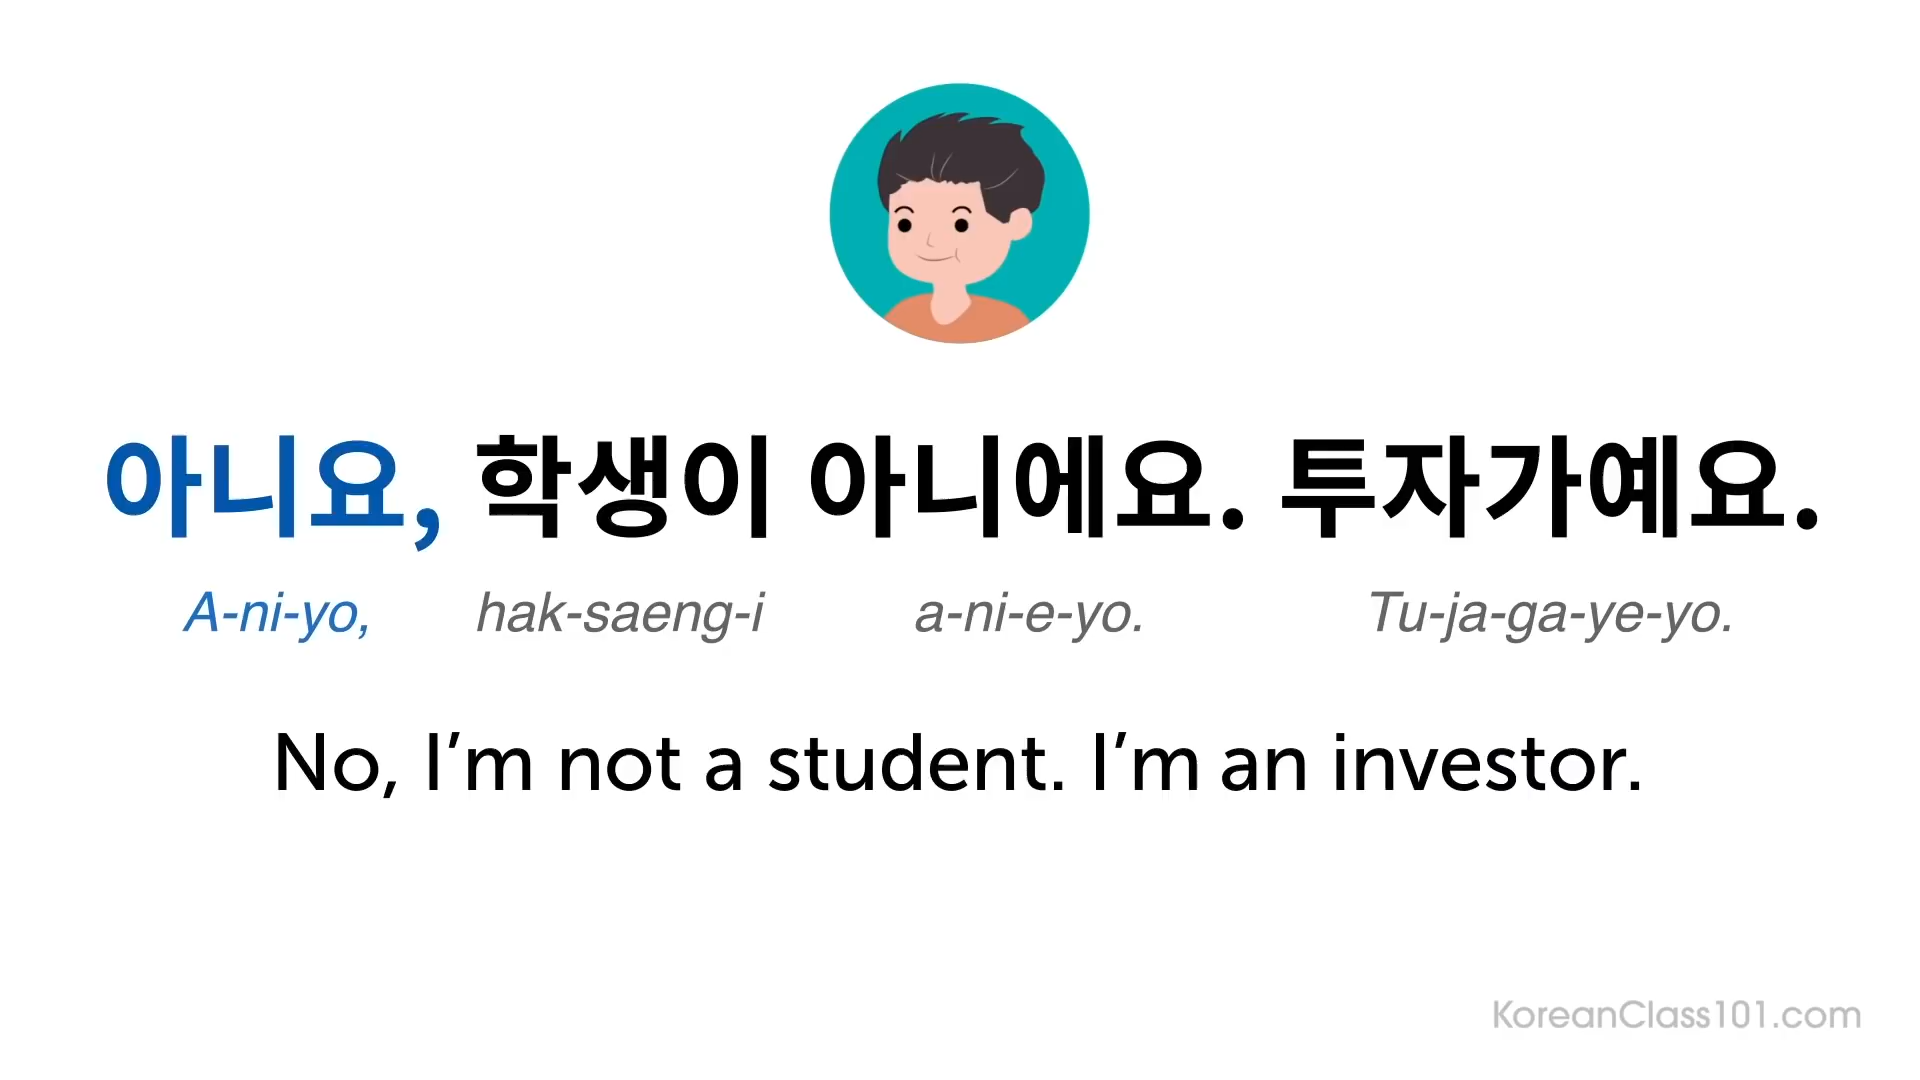 아니요, 학생이 아니에요. 투자가예요.
A-ni-yo, hak-saeng-i a-ni-e-yo. Tu-ja-ga-ye-yo.
No, I’m not a student. I’m an investor.
KoreanClass101.com